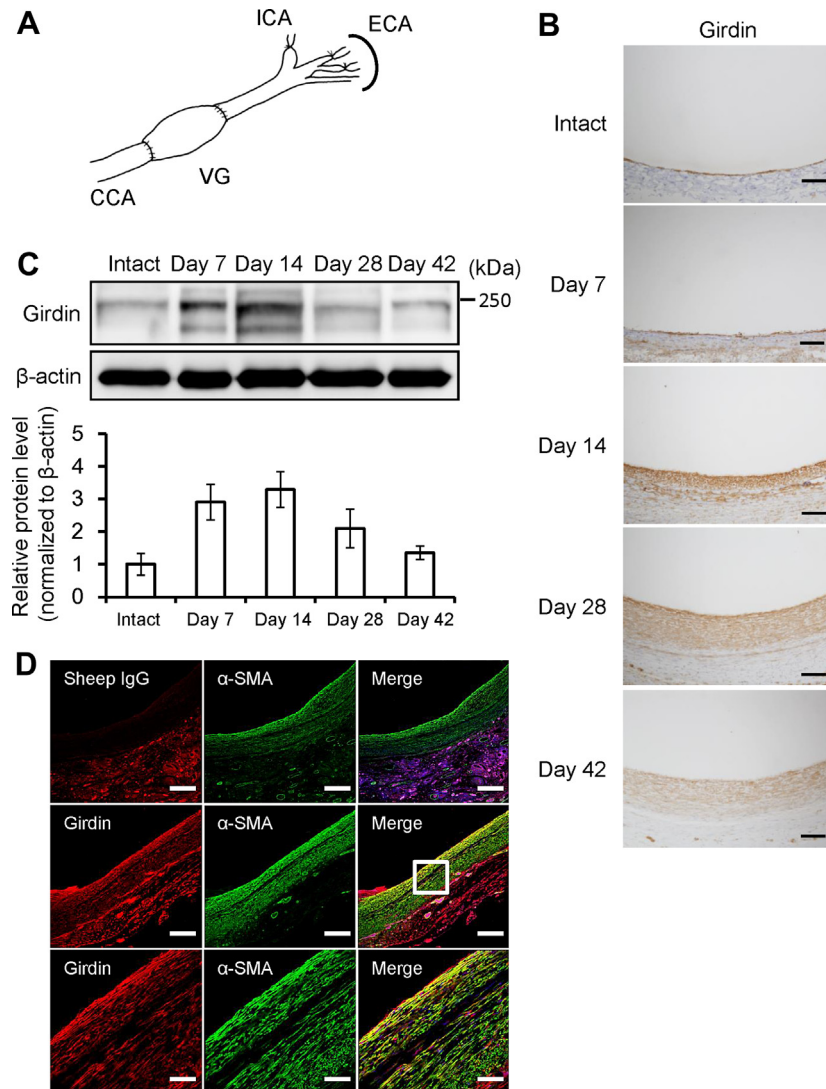 A
ICA
ECA
CCA
VG
B
Girdin
Intact
Day 7
Day 14
Day 28
Day 42
C
Intact Day 7 Day 14 Day 28 Day 42 (kDa)
Girdin
250
β-actin
Relative protein level
(normalized to β-actin)
5
4
3
2
1
0
Intact Day 7 Day 14 Day 28 Day 42
D
Sheep IgG α-SMA Merge
Girdin α-SMA Merge
Girdin α-SMA Merge